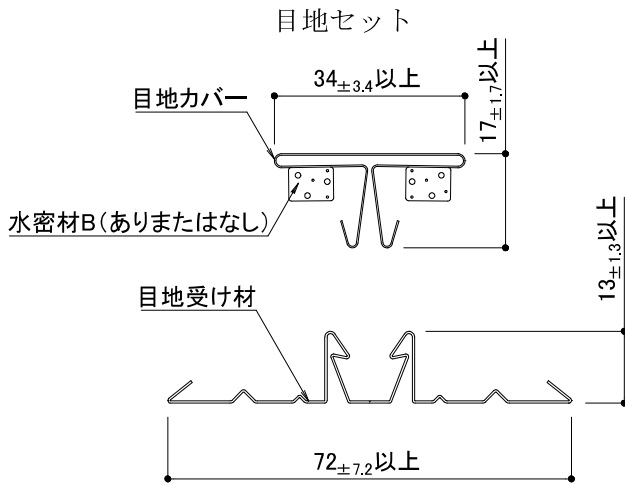 目地セット
34±3.4以上
17±1.7以上
目地カバー
水密材B(ありまたはなし)
13±1.3以上
目地受け材
72±7.2以上